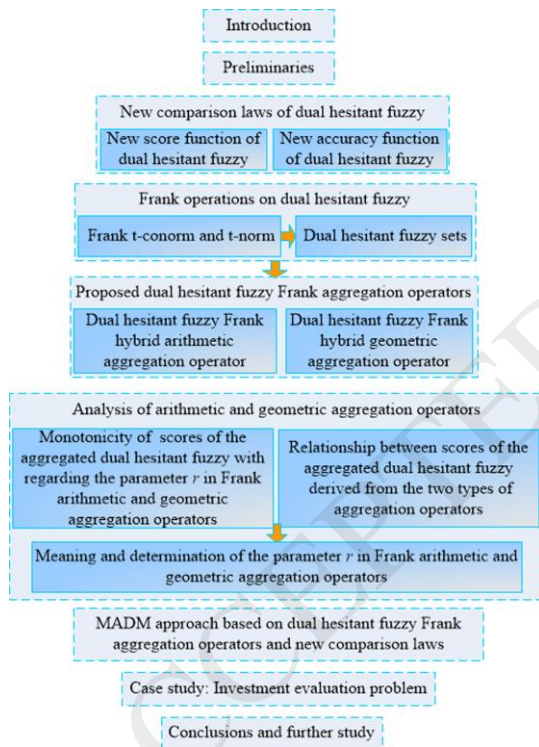 Introduction
Preliminaries
New comparison laws of dual hesitant fuzzy
New score function of
dual hesitant fuzzy
New accuracy function
of dual hesitant fuzzy
Frank operations on dual hesitant fuzzy
Frank t-conorm and t-norm
Dual hesitant fuzzy sets
Proposed dual hesitant fuzzy Frank aggregation operators
Dual hesitant fuzzy Frank
hybrid arithmetic
aggregation operator
Dual hesitant fuzzy Frank
hybrid geometric
aggregation operator
Analysis of arithmetic and geometric aggregation operators
Monotonicity of scores of the
aggregated dual hesitant fuzzy with
regarding the parameter r in Frank
arithmetic and geometric
aggregation operators
Relationship between scores of the
aggregated dual hesitant fuzzy
derived from the two types of
aggregation operators
Meaning and determination of the parameter r in Frank arithmetic and
geometric aggregation operators
MADM approach based on dual hesitant fuzzy Frank
aggregation operators and new comparison laws
Case study: Investment evaluation problem
Conclusions and further study